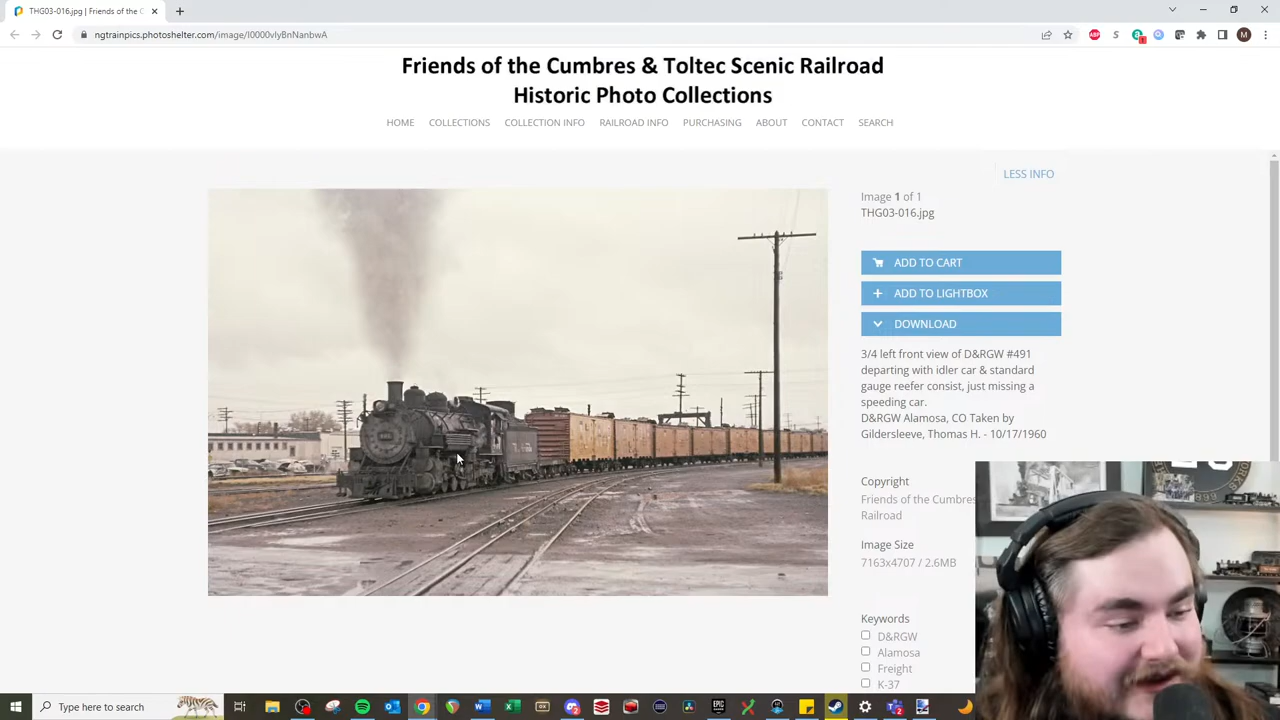 THG03-016.jpg | Friends of the C
ngtrainpics.photoshelter.com/image/I0000vIyBnNanbwA
M
Friends of the Cumbres & Toltec Scenic Railroad
Historic Photo Collections
HOME COLLECTIONS COLLECTION INFO RAILROAD INFO PURCHASING ABOUT CONTACT SEARCH
LESS INFO
Image 1 of 1
THG03-016.jpg
ADD TO CART
ADD TO LIGHTBOX
DOWNLOAD
3/4 left front view of D&RGW #491
departing with idler car & standard
gauge reefer consist, just missing a
speeding car.
D&RGW Alamosa, CO Taken by
Gildersleeve, Thomas H. - 10/17/1960
Copyright
Friends of the Cumbres
Railroad
Image Size
7163x4707 / 2.6MB
Keywords
D&RGW
Alamosa
Freight
K-37
Type here to search